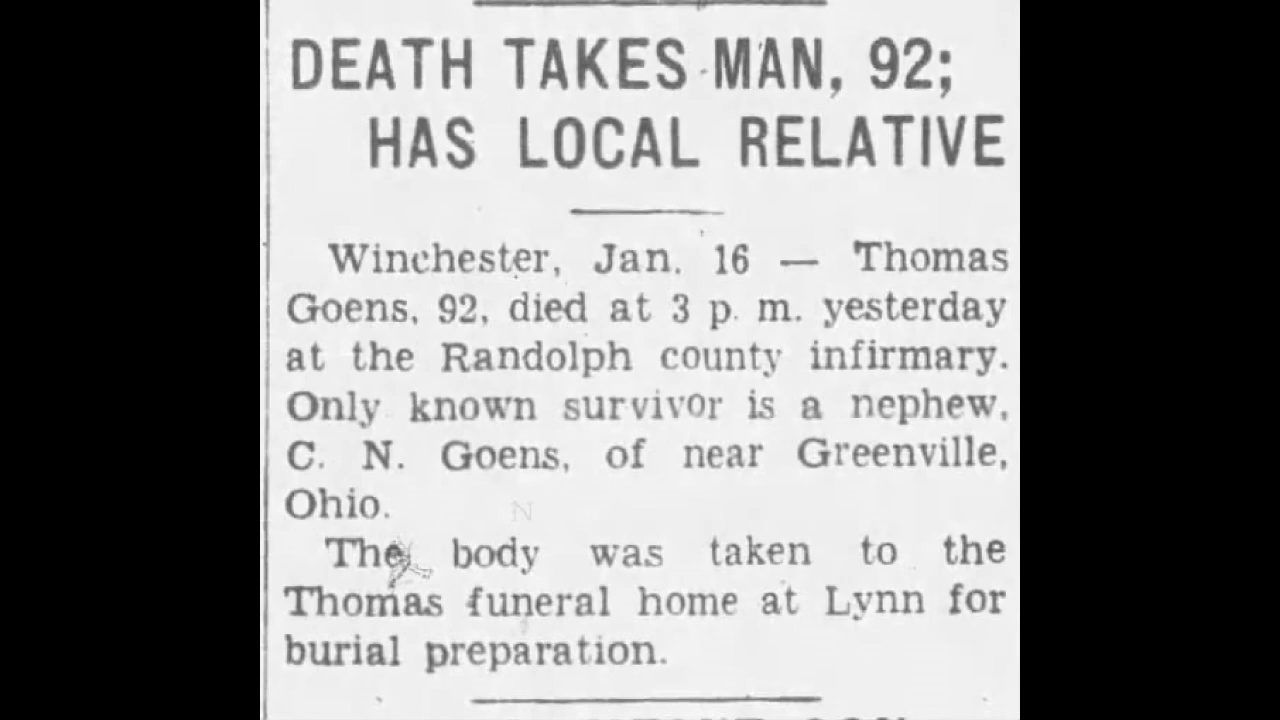 DEATH TAKES MAN, 92;
HAS LOCAL RELATIVE
Winchester, Jan. 16 — Thomas
Goens, 92, died at 3 p. m. yesterday
at the Randolph county infirmary.
Only known survivor is a nephew,
C. N. Goens, of near Greenville,
Ohio.
The body was taken to the
Thomas funeral home at Lynn for
burial preparation.